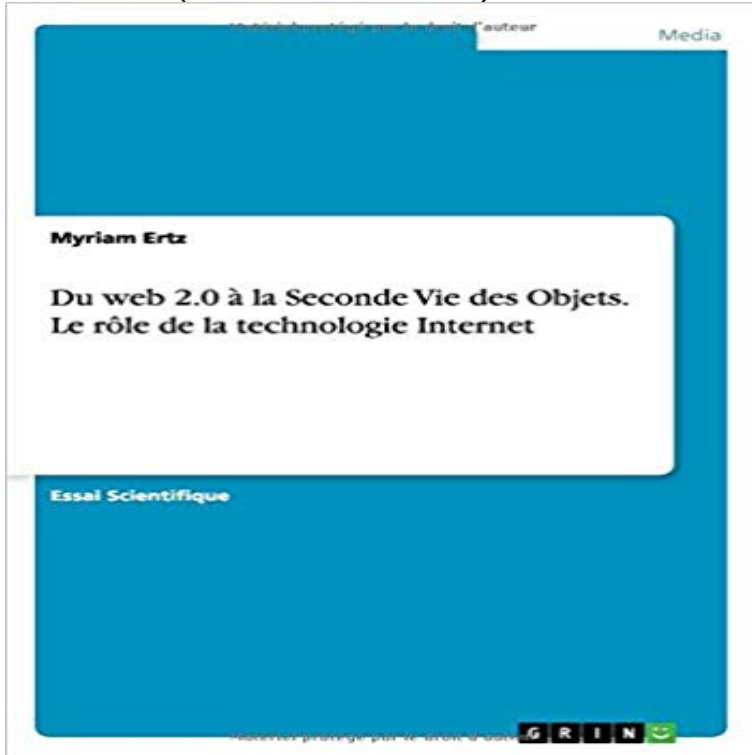 d'auteur
Media
Myriam Ertz
Du web 2.0 à la Seconde Vie des Objets.
Le rôle de la technologie Internet
Essai Scientifique
GRIN